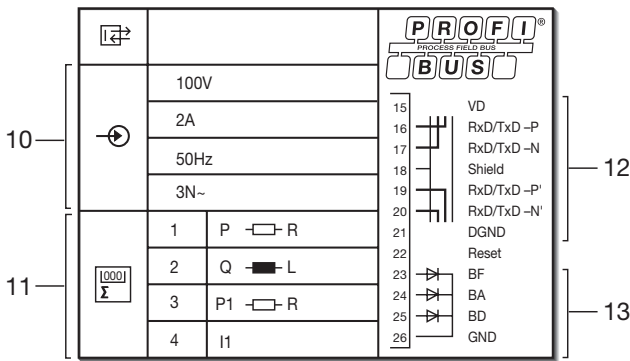 PROFI®
PROCESS FIELD BUS
BUS
100V
2A
50Hz
3N~
1 P R
2 Q L
3 P1 R
4 I1
000
Σ
15 VD
16 RxD/TxD –P
17 RxD/TxD –N
18 Shield
19 RxD/TxD –P'
20 RxD/TxD –N'
21 DGND
22 Reset
23 BF
24 BA
25 BD
26 GND
10
11
12
13